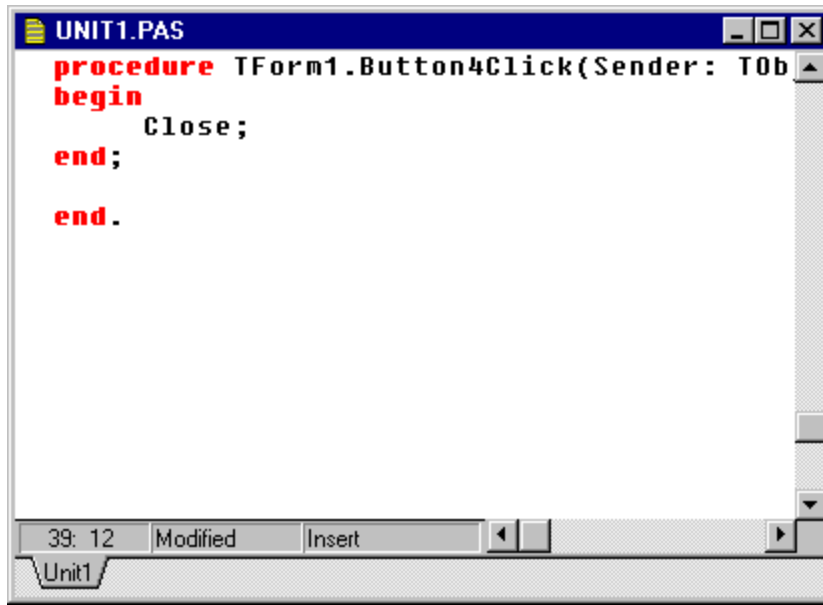 UNIT1.PAS
procedure TForm1.Button4Click(Sender: TOb
begin
Close;
end;
end.
39: 12 Modified Insert
Unit1